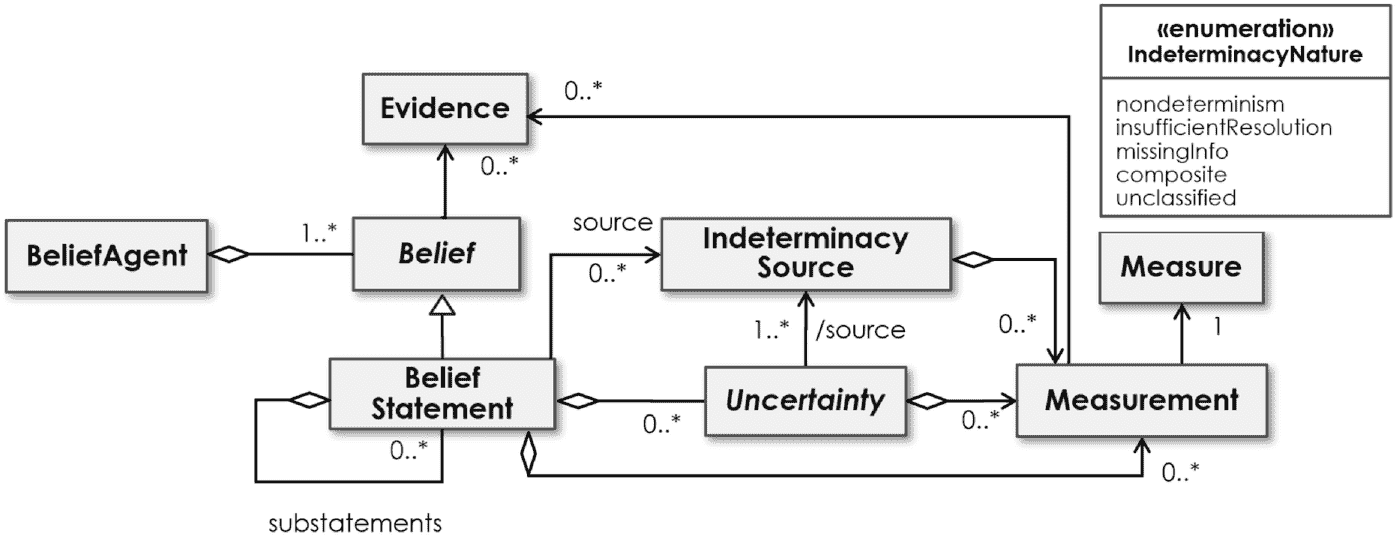 «enumeration»
IndeterminacyNature
nondeterminism
insufficientResolution
missingInfo
composite
unclassified
Evidence
0..*
0..*
BeliefAgent
1..*
Belief
source
0..*
Indeterminacy
Source
Measure
1..*
/source
0..*
1
Belief
Statement
0..*
Uncertainty
0..*
Measurement
0..*
0..*
substatements